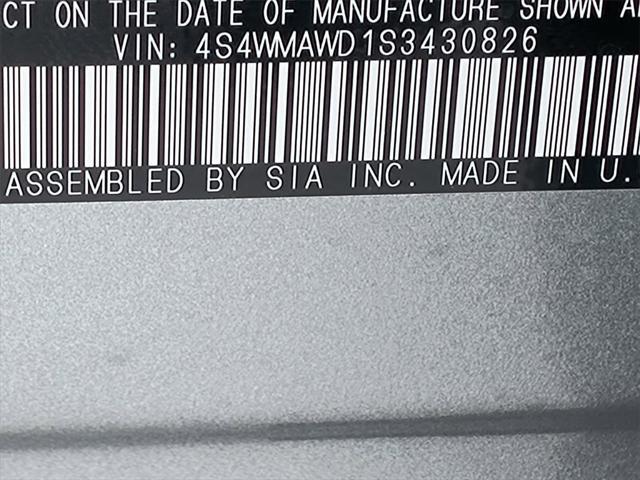 CT ON THE DATE OF MANUFACTURE SHOWN A
VIN: 4S4WMAWD1S3430826
ASSEMBLED BY SIA INC. MADE IN U.